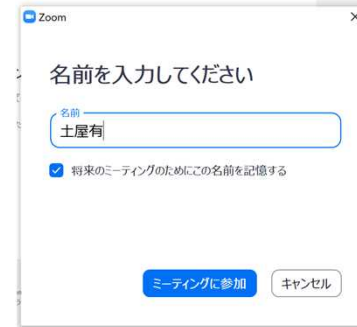 Zoom
名前を入力してください
名前
土屋有
将来のミーティングのためにこの名前を記憶する
ミーティングに参加
キャンセル